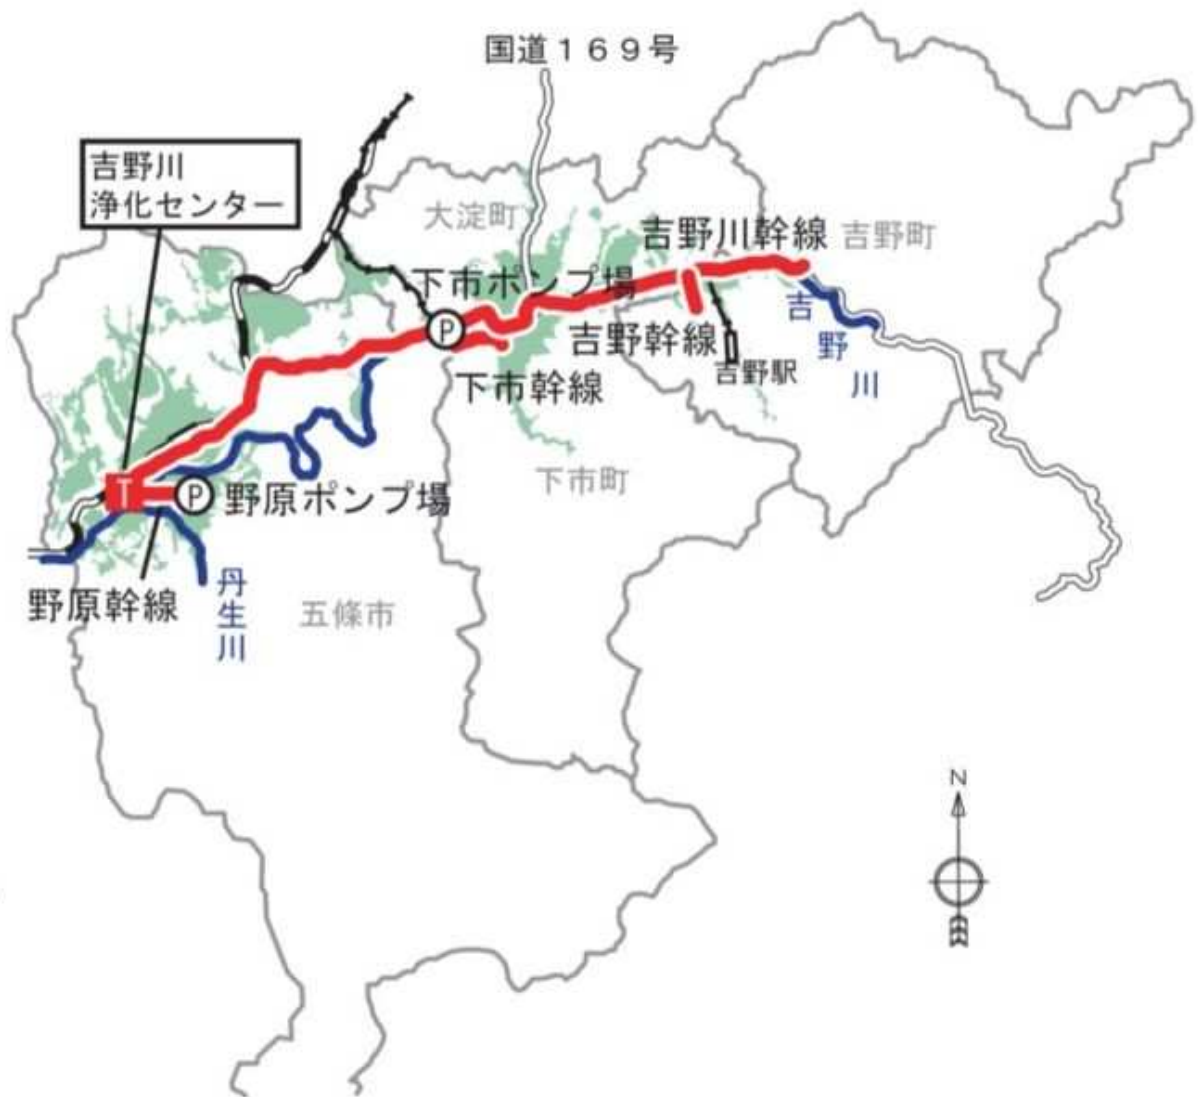 国道１６９号
吉野川
浄化センター
大淀町
吉野川幹線
吉野町
下市ポンプ場
吉野川
吉野幹線
吉野駅
P
下市幹線
下市町
T
P
野原ポンプ場
野原幹線
丹生川
五條市
N